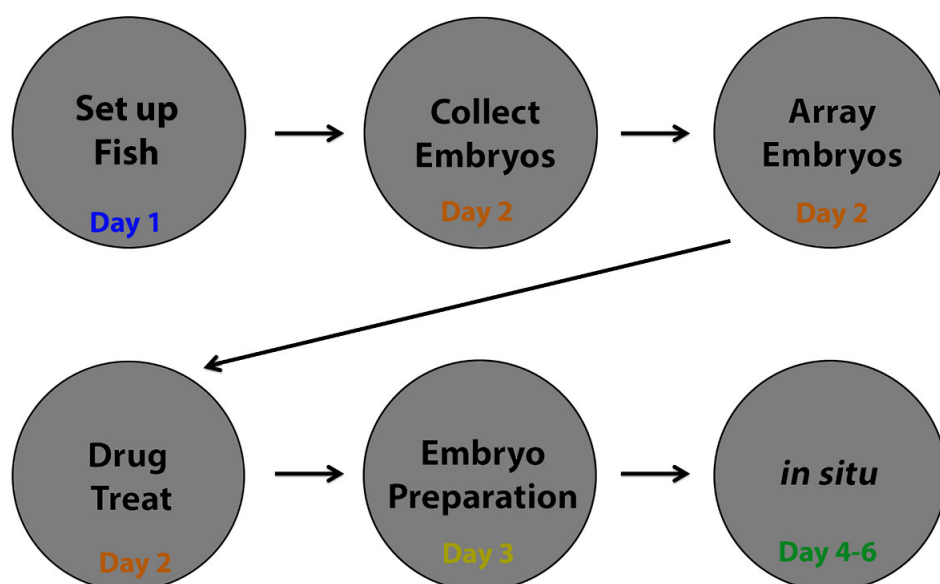 Set up
Fish
Day 1
Collect
Embryos
Day 2
Array
Embryos
Day 2
Drug
Treat
Day 2
Embryo
Preparation
Day 3
in situ
Day 4-6